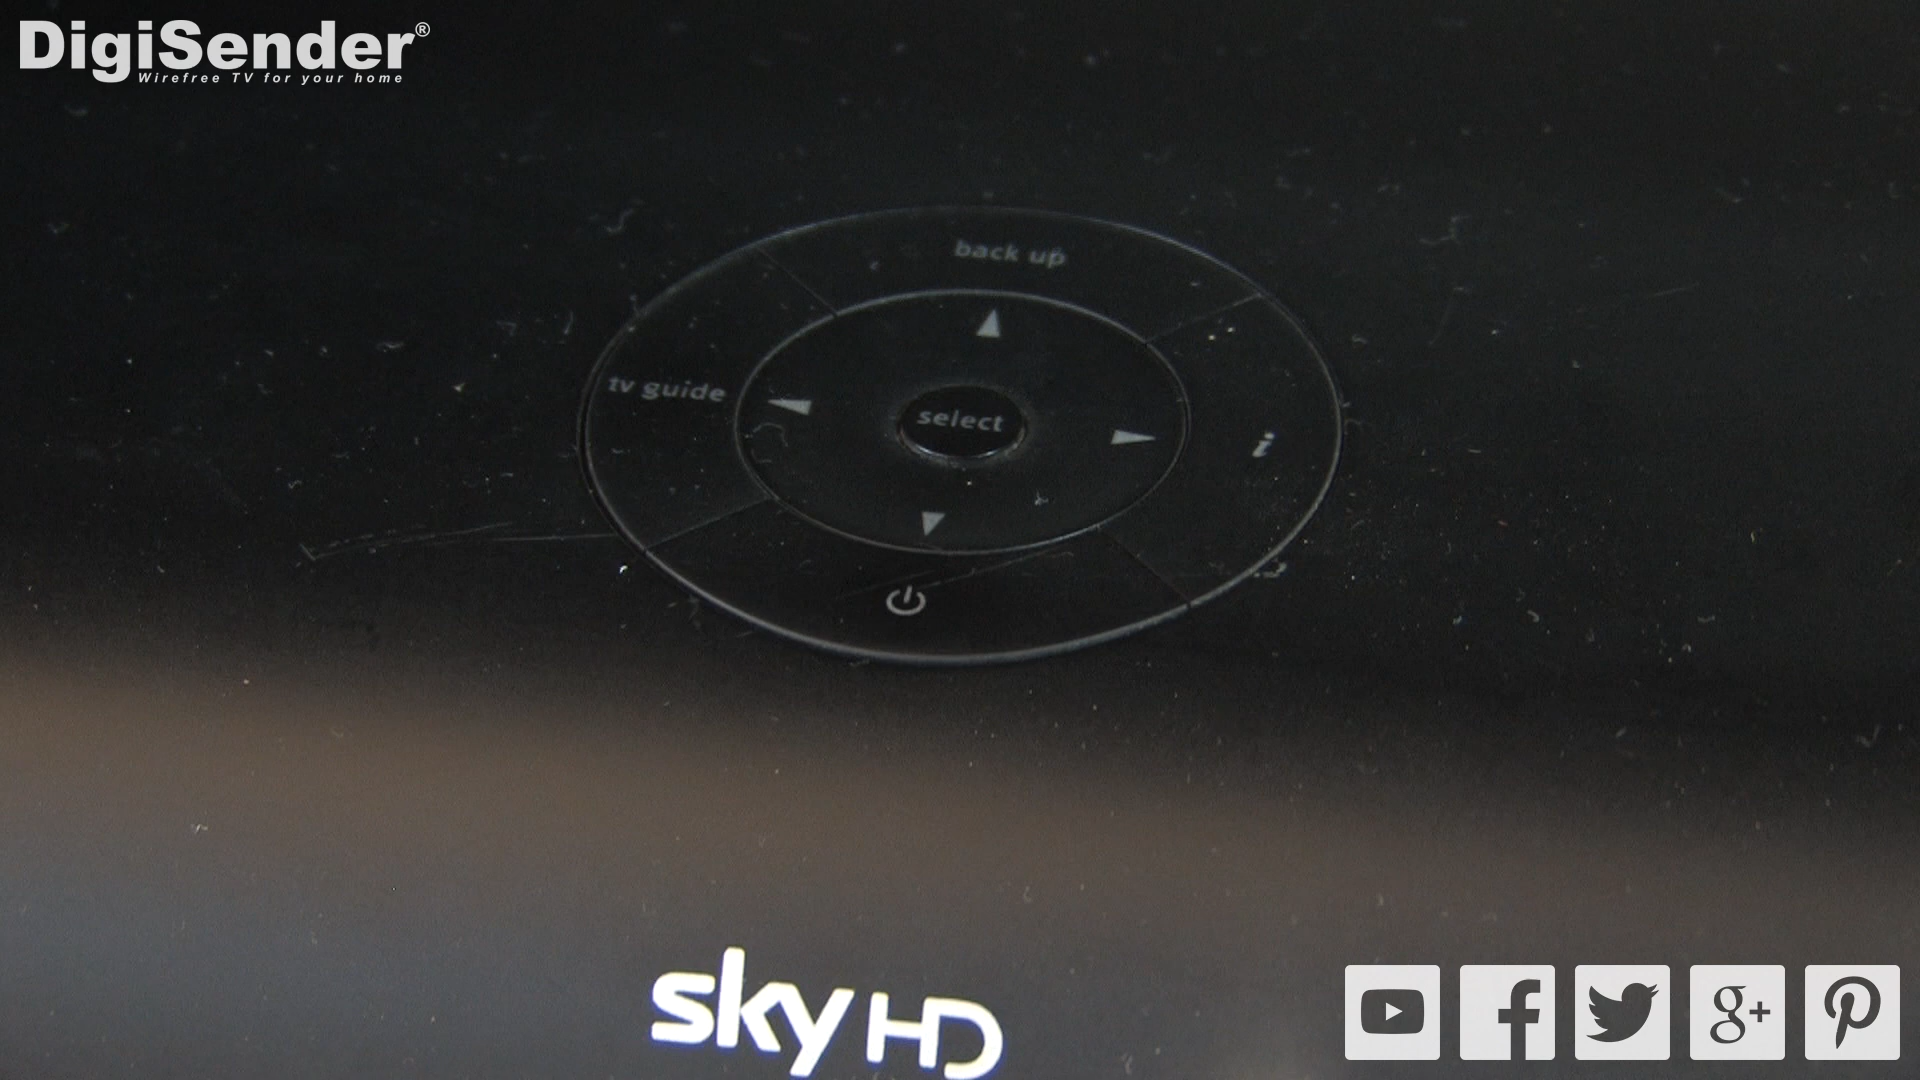 DigiSender®
Wirefree TV for your home
back up
tv guide
select
i
sky HD
g+